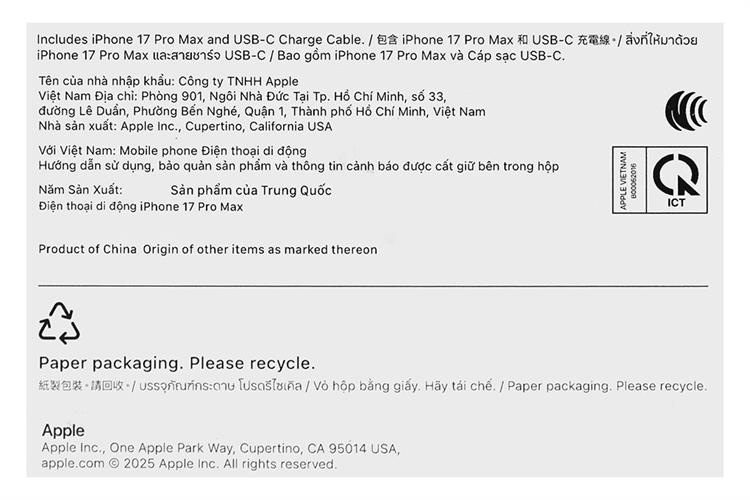 Includes iPhone 17 Pro Max and USB-C Charge Cable. / 包含 iPhone 17 Pro Max 和 USB-C 充電線。/ สิ่งที่ให้มาด้วย
iPhone 17 Pro Max และสายชาร์จ USB-C / Bao gồm iPhone 17 Pro Max và Cáp sạc USB-C.
Tên của nhà nhập khẩu: Công ty TNHH Apple
Việt Nam Địa chỉ: Phòng 901, Ngôi Nhà Đức Tại Tp. Hồ Chí Minh, số 33,
đường Lê Duẩn, Phường Bến Nghé, Quận 1, Thành phố Hồ Chí Minh, Việt Nam
Nhà sản xuất: Apple Inc., Cupertino, California USA
Với Việt Nam: Mobile phone Điện thoại di động
Hướng dẫn sử dụng, bảo quản sản phẩm và thông tin cảnh báo được cất giữ bên trong hộp
APPLE VIETNAM
B00062016
ICT
Năm Sản Xuất: Sản phẩm của Trung Quốc
Điện thoại di động iPhone 17 Pro Max
Product of China Origin of other items as marked thereon
Paper packaging. Please recycle.
紙製包裝。請回收。/ บรรจุภัณฑ์กระดาษ โปรดรีไซเคิล / Vỏ hộp bằng giấy. Hãy tái chế. / Paper packaging. Please recycle.
Apple
Apple Inc., One Apple Park Way, Cupertino, CA 95014 USA,
apple.com © 2025 Apple Inc. All rights reserved.